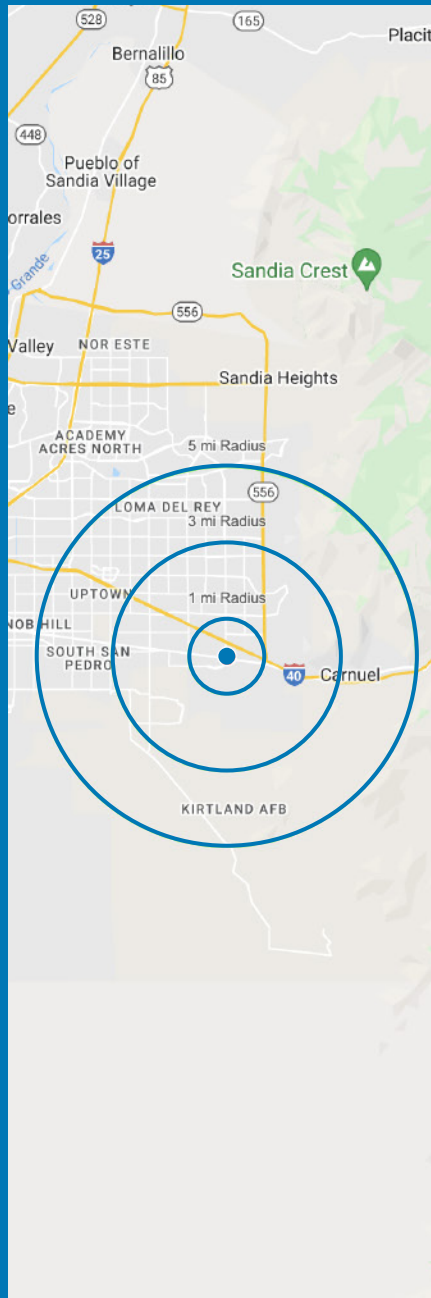 528
165
Placit
Bernalillo
85
448
Pueblo of
Sandia Village
orrales
25
Grande
Sandia Crest
556
Valley
NOR ESTE
Sandia Heights
e
ACADEMY
ACRES NORTH
5 mi Radius
556
LOMA DEL REY
3 mi Radius
UPTOWN
1 mi Radius
NOB HILL
SOUTH SAN
PEDRO
40
Carnuel
KIRTLAND AFB